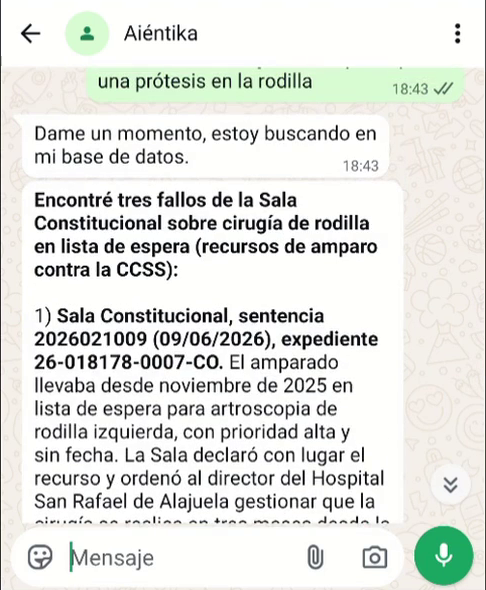 Aiéntika
una prótesis en la rodilla
18:43
Dame un momento, estoy buscando en
mi base de datos.
18:43
Encontré tres fallos de la Sala
Constitucional sobre cirugía de rodilla
en lista de espera (recursos de amparo
contra la CCSS):
1) Sala Constitucional, sentencia
2026021009 (09/06/2026), expediente
26-018178-0007-CO. El amparado
llevaba desde noviembre de 2025 en
lista de espera para artroscopia de
rodilla izquierda, con prioridad alta y
sin fecha. La Sala declaró con lugar el
recurso y ordenó al director del Hospital
San Rafael de Alajuela gestionar que la
Mensaje